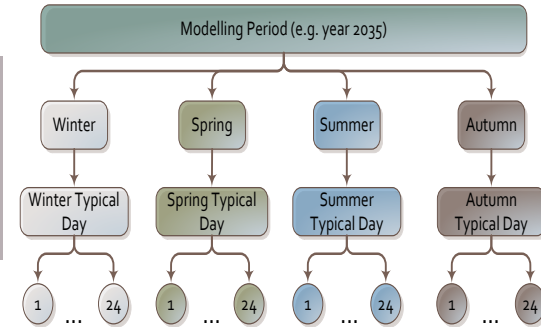 Modelling Period (e.g. year 2035)
Winter Spring Summer Autumn
Winter Typical Day
Spring Typical Day
Summer Typical Day
Autumn Typical Day
1 ... 24 1 ... 24 1 ... 24 1 ... 24